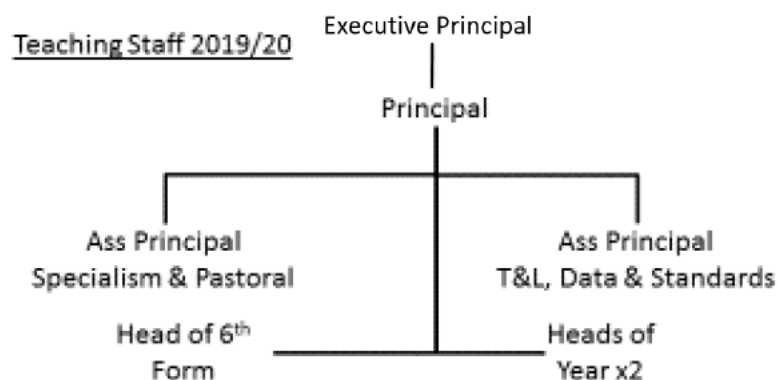 Teaching Staff 2019/20
Executive Principal
Principal
Ass Principal
Specialism & Pastoral
Ass Principal
T&L, Data & Standards
Head of 6th
Form
Heads of
Year x2